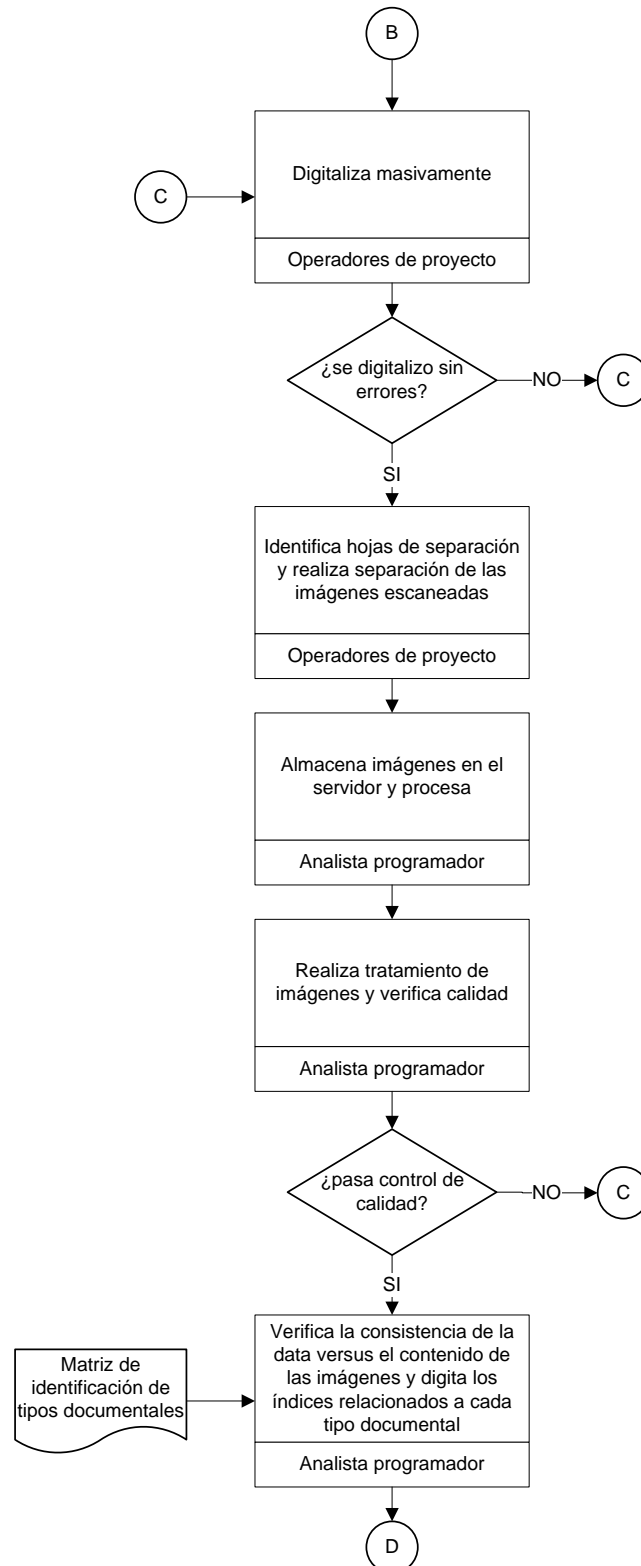 B
Digitaliza masivamente
C
Operadores de proyecto
¿se digitalizo sin
errores?
NO
C
SI
Identifica hojas de separación
y realiza separación de las
imágenes escaneadas
Operadores de proyecto
Almacena imágenes en el
servidor y procesa
Analista programador
Realiza tratamiento de
imágenes y verifica calidad
Analista programador
¿pasa control de
calidad?
NO
C
SI
Matriz de
identificación de
tipos documentales
Verifica la consistencia de la
data versus el contenido de
las imágenes y digita los
índices relacionados a cada
tipo documental
Analista programador
D